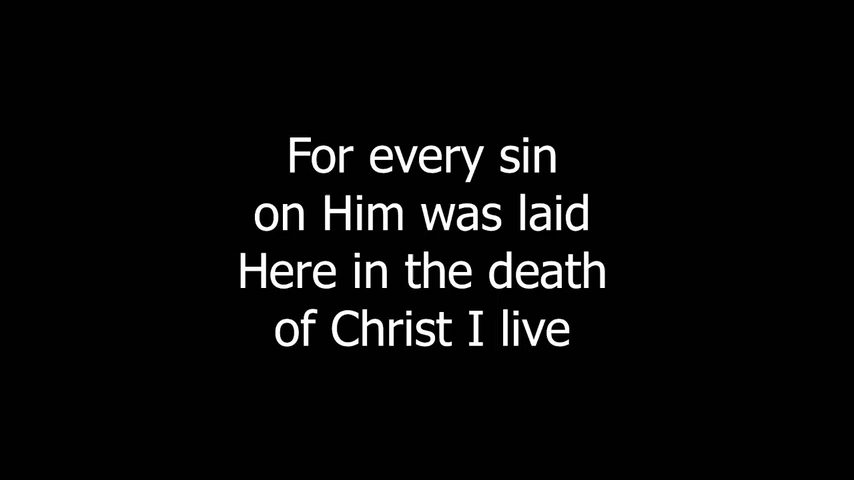 For every sin
on Him was laid
Here in the death
of Christ I live